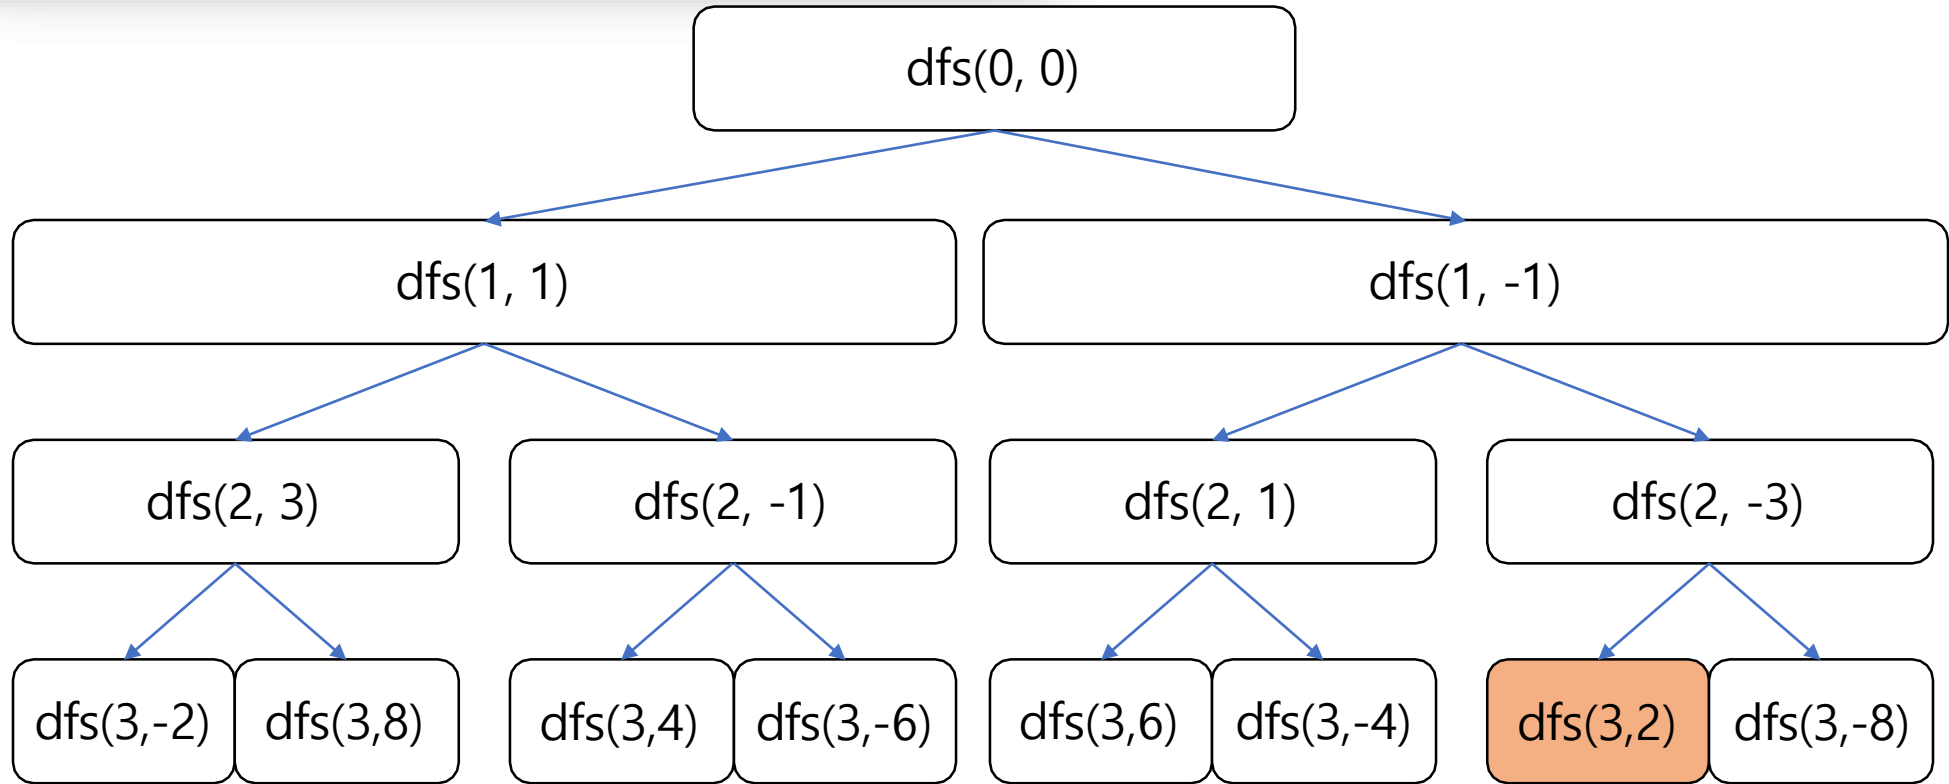 dfs(0, 0)
dfs(1, 1)
dfs(1, -1)
dfs(2, 3)
dfs(2, -1)
dfs(2, 1)
dfs(2, -3)
dfs(3,-2)
dfs(3,8)
dfs(3,4)
dfs(3,-6)
dfs(3,6)
dfs(3,-4)
dfs(3,2)
dfs(3,-8)